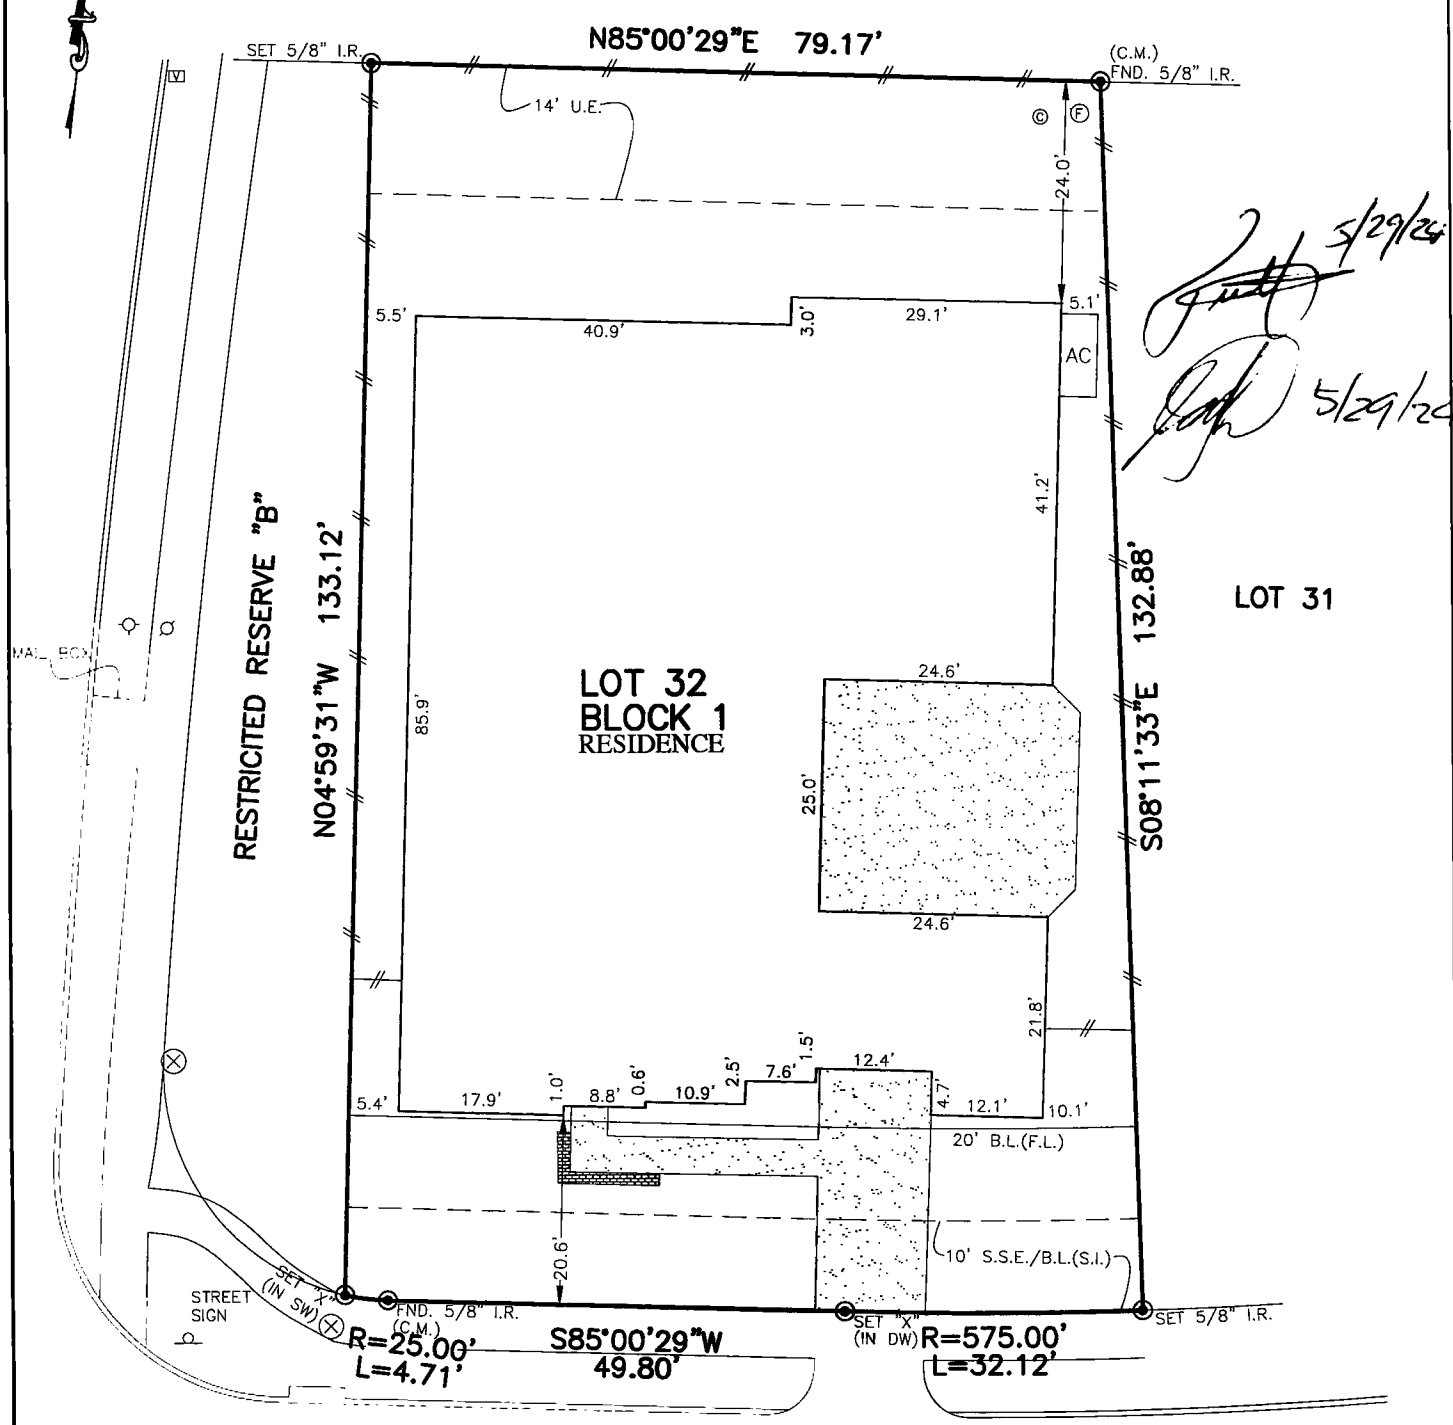 N85°00'29"E 79.17'
SET 5/8" I.R.
(C.M.)
FND. 5/8" I.R.
V
14' U.E.
C
F
24.0'
5/29/24
5.5'
40.9'
3.0'
29.1'
5.1'
AC
41.2'
RESTRICITED RESERVE "B"
N04°59'31"W 133.12'
S08°11'33"E 132.88'
LOT 31
MAIL BOX
LOT 32
BLOCK 1
RESIDENCE
85.9'
24.6'
25.0'
24.6'
21.8'
5.4'
17.9'
1.0'
8.8'
0.6'
10.9'
2.5'
7.6'
1.5'
12.4'
4.7'
12.1'
10.1'
20' B.L.(F.L.)
20.6'
10' S.S.E./B.L.(S.I.)
STREET
SIGN
SET "X"
(IN SW)
FND. 5/8" I.R.
(C.M.)
R=25.00'
L=4.71'
S85°00'29"W
49.80'
SET "X"
(IN DW)
R=575.00'
L=32.12'
SET 5/8" I.R.